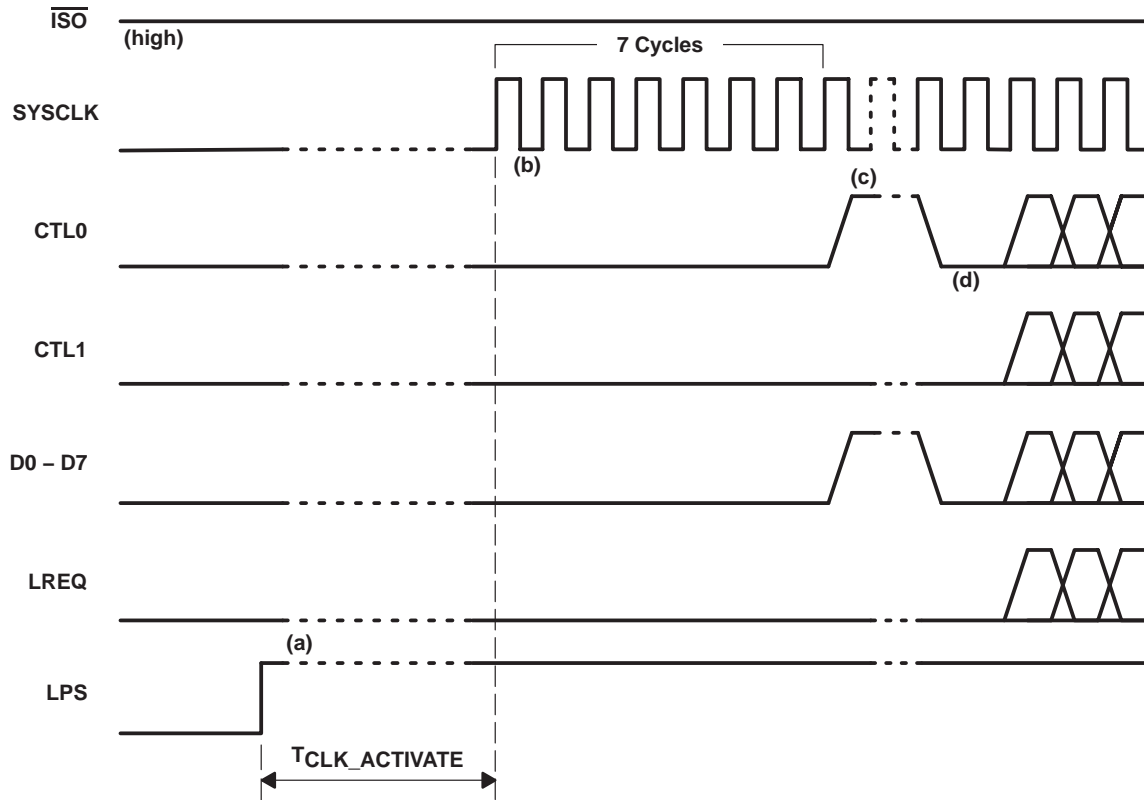 ISO
(high)
7 Cycles
SYSCLK
(b)
(c)
CTL0
(d)
CTL1
D0 – D7
LREQ
(a)
LPS
TCLK_ACTIVATE